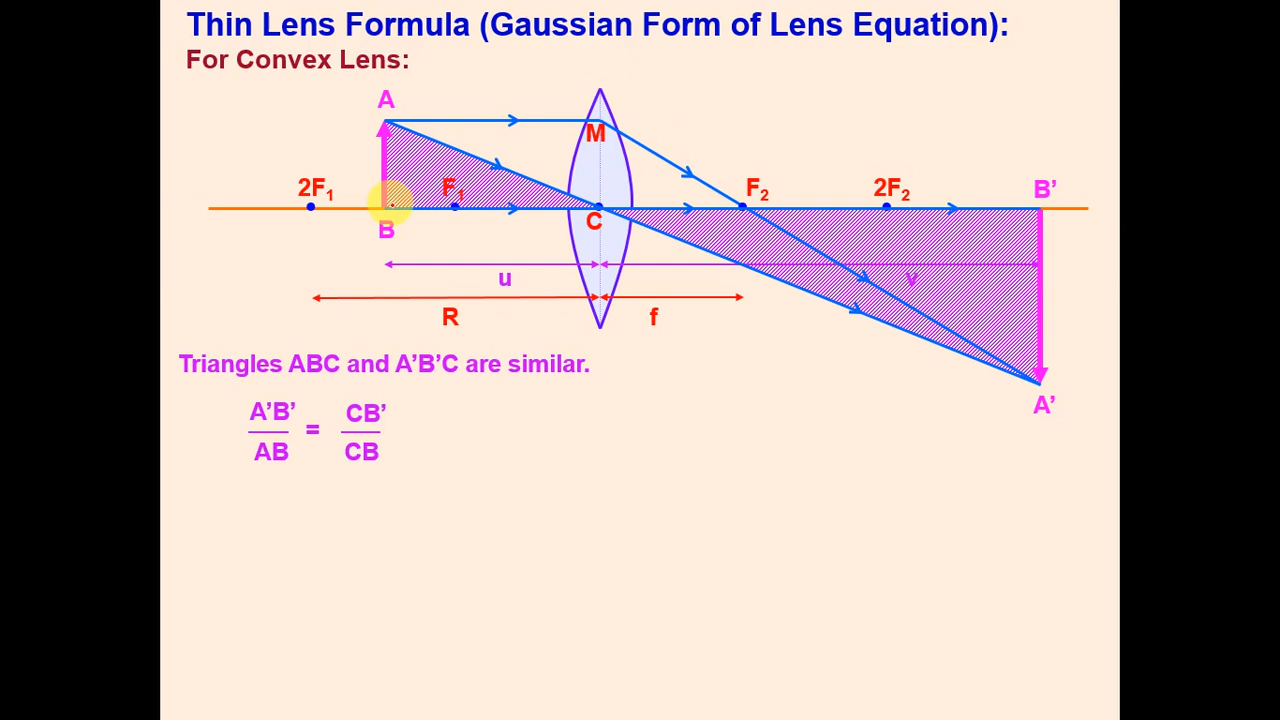 Thin Lens Formula (Gaussian Form of Lens Equation):
For Convex Lens:
A
M
2F1
F1
F2
2F2
B’
B
C
u
v
R
f
A’
Triangles ABC and A’B’C are similar.
A’B’ = CB’
AB CB